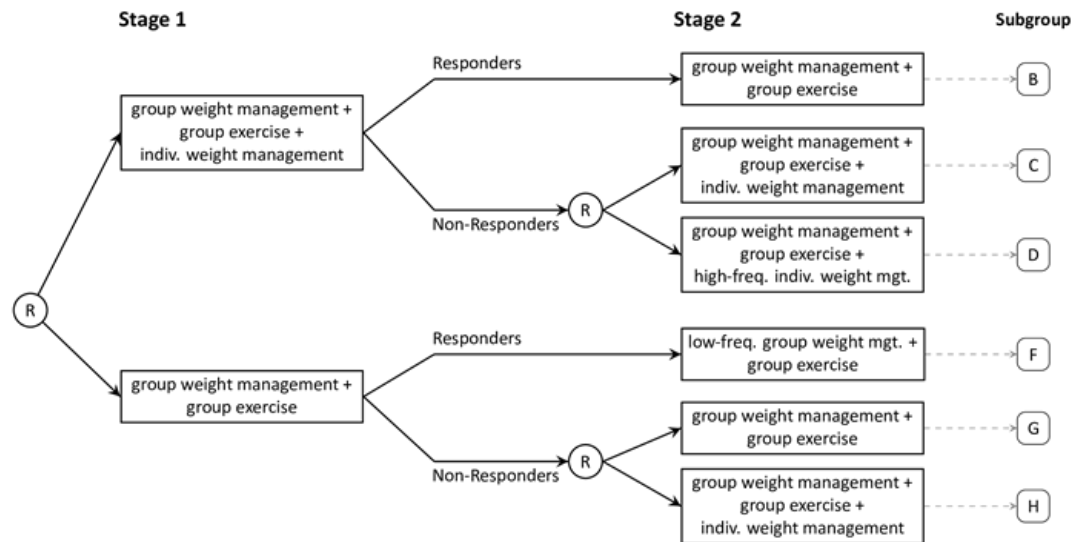 Stage 1
Stage 2
Subgroup
Responders
group weight management +
group exercise
B
group weight management +
group exercise +
indiv. weight management
group weight management +
group exercise +
indiv. weight management
C
R
Non-Responders
group weight management +
group exercise +
high-freq. indiv. weight mgt.
D
R
Responders
low-freq. group weight mgt. +
group exercise
F
group weight management +
group exercise
group weight management +
group exercise
G
R
Non-Responders
group weight management +
group exercise +
indiv. weight management
H